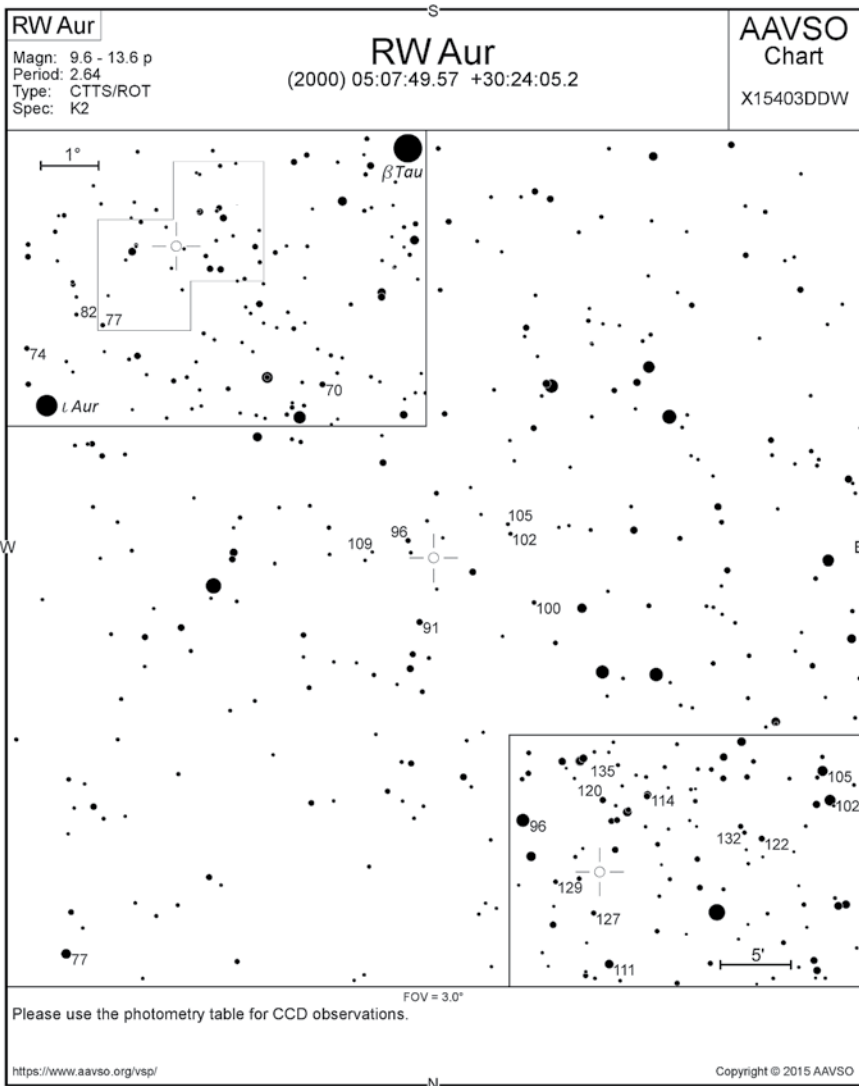 S
RW Aur
Magn: 9.6 - 13.6 p
Period: 2.64
Type: CTTS/ROT
Spec: K2
RW Aur
(2000) 05:07:49.57 +30:24:05.2
AAVSO
Chart
X15403DDW
1°
β Tau
82
77
74
70
ι Aur
105
96
102
109
W
E
100
91
135
105
120
114
102
96
132
122
129
127
5'
111
77
FOV = 3.0°
Please use the photometry table for CCD observations.
https://www.aavso.org/vsp/
Copyright © 2015 AAVSO
N